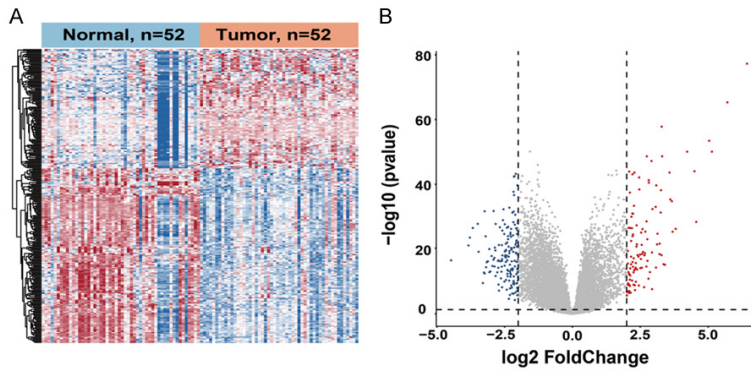 A
Normal, n=52
Tumor, n=52
B
80
60
40
20
0
−log10 (pvalue)
−5.0
−2.5
0.0
2.5
5.0
log2 FoldChange